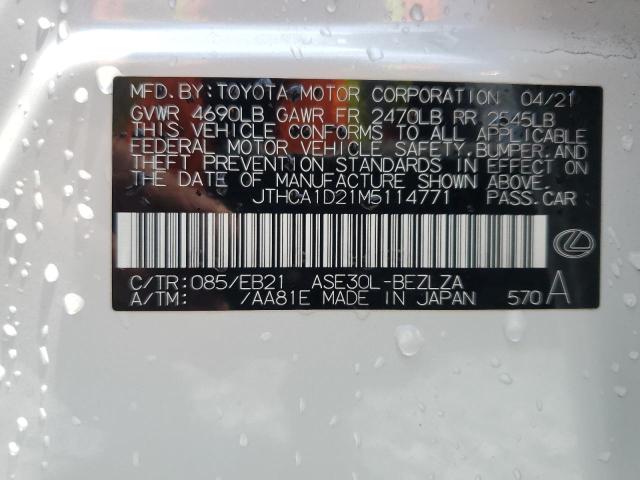 MFD.BY:TOYOTA MOTOR CORPORATION 04/21
GVWR 4690LB GAWR FR 2470LB RR 2645LB
THIS VEHICLE CONFORMS TO ALL APPLICABLE
FEDERAL MOTOR VEHICLE SAFETY,BUMPER,AND
THEFT PREVENTION STANDARDS IN EFFECT ON
THE DATE OF MANUFACTURE SHOWN ABOVE.
JTHCA1D21M5114771 PASS.CAR
C/TR:085/EB21 ASE30L-BEZLZA
A/TM: /AA81E MADE IN JAPAN 570 A